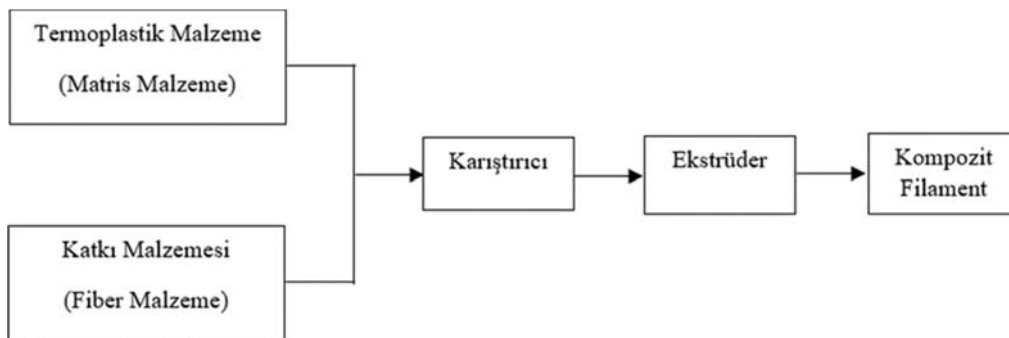 Termoplastik Malzeme
(Matris Malzeme)
Katkı Malzemesi
(Fiber Malzeme)
Karıştırıcı
Ekstrüder
Kompozit
Filament